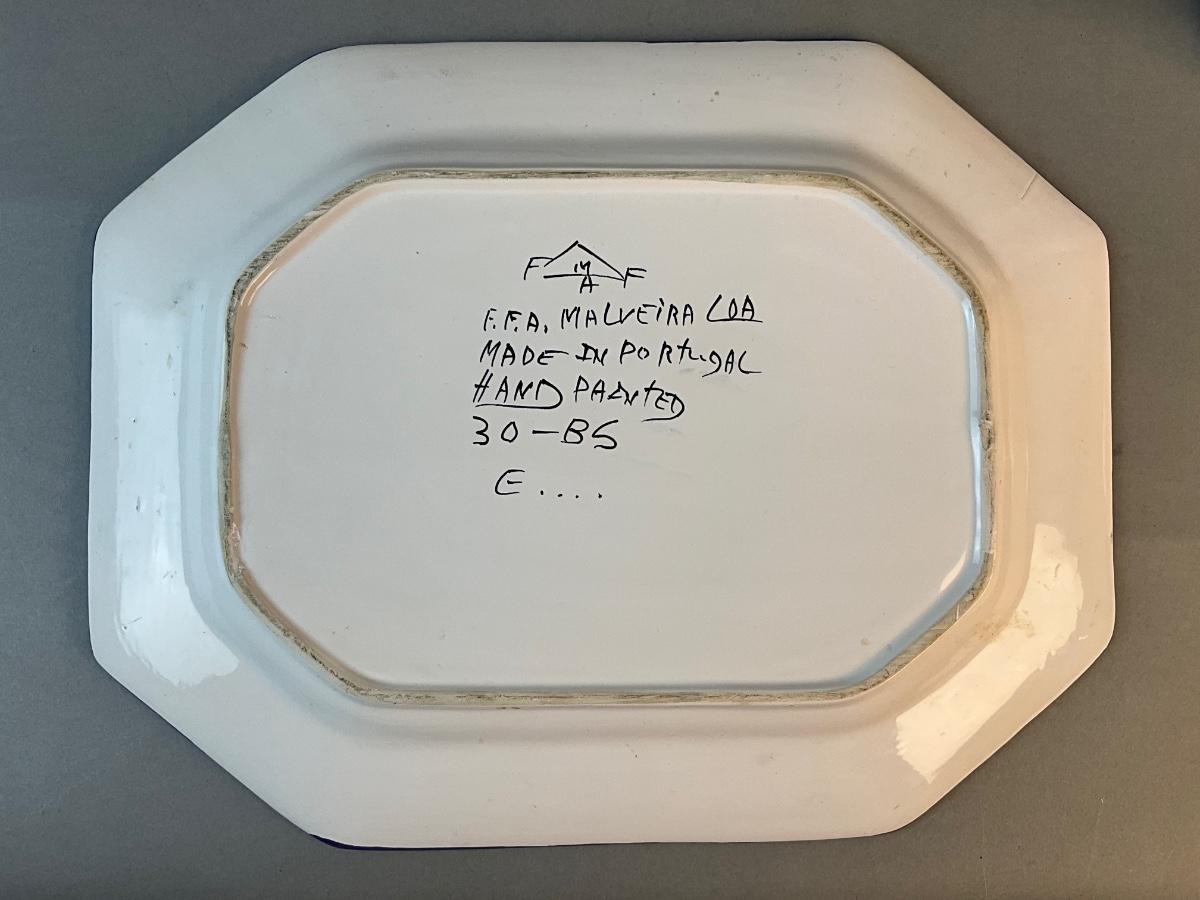 F M A F
F.F.A. MALVEIRA LDA
MADE IN PORTUGAL
HAND PAINTED
30-BS
E....